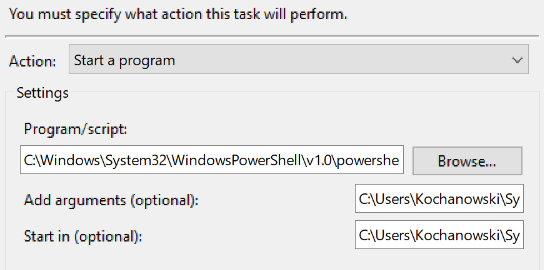 You must specify what action this task will perform.
Action: Start a program
Settings
Program/script:
C:\Windows\System32\WindowsPowerShell\v1.0\powershe Browse...
Add arguments (optional): C:\Users\Kochanowski\Sy
Start in (optional): C:\Users\Kochanowski\Sy